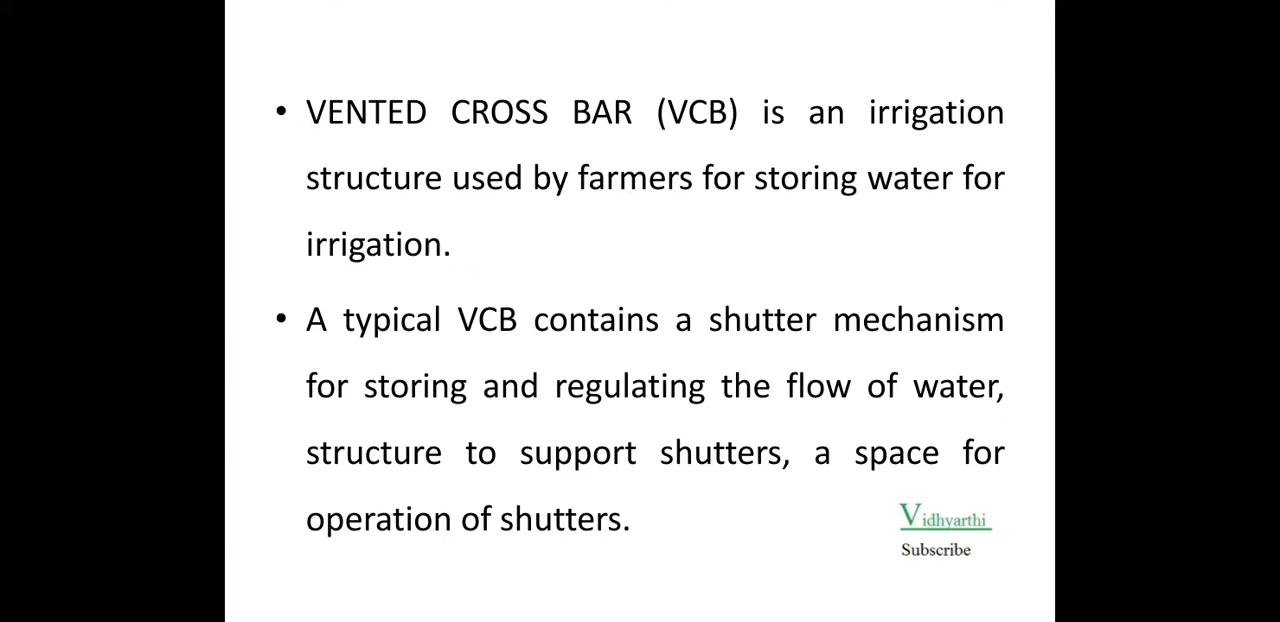 • VENTED CROSS BAR (VCB) is an irrigation
structure used by farmers for storing water for
irrigation.
• A typical VCB contains a shutter mechanism
for storing and regulating the flow of water,
structure to support shutters, a space for
operation of shutters.
Vidhyarthi
Subscribe